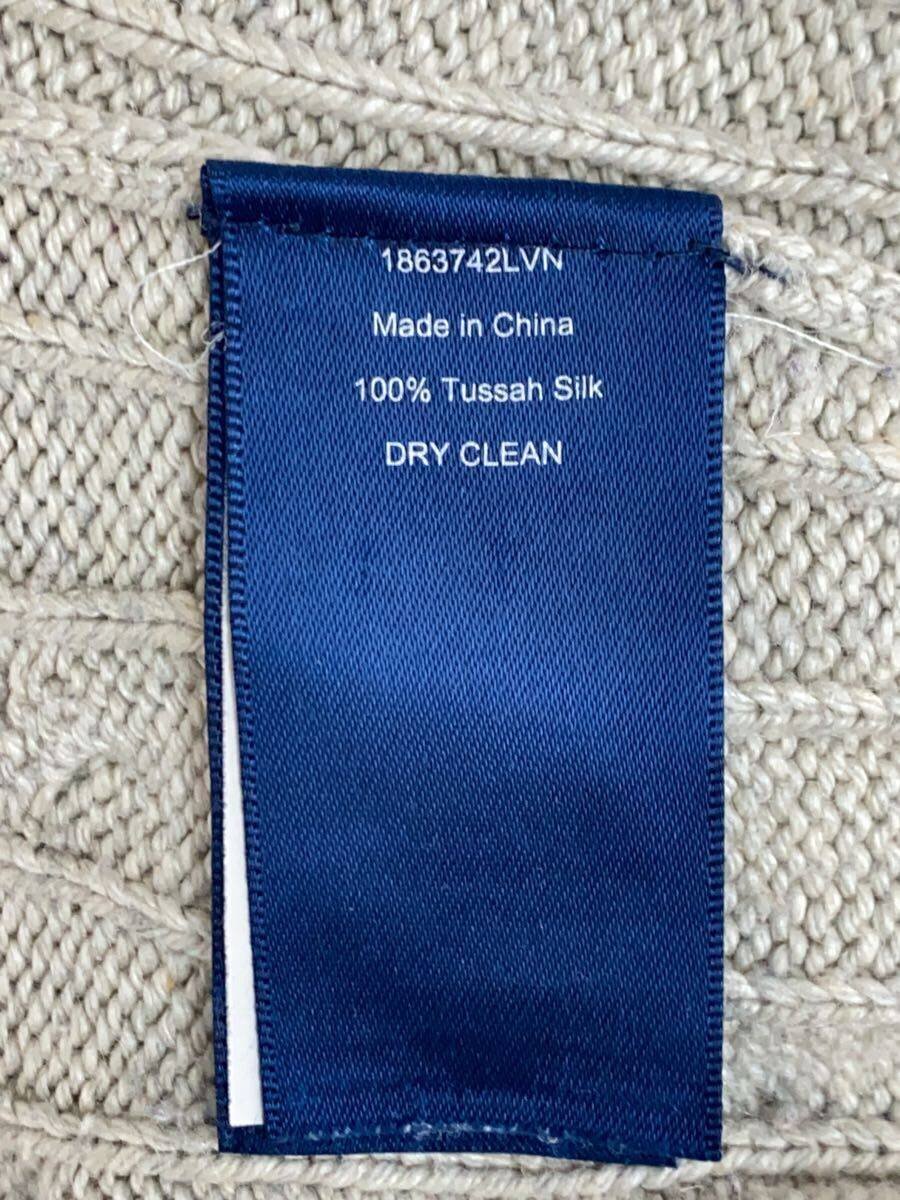 1863742LVN
Made in China
100% Tussah Silk
DRY CLEAN